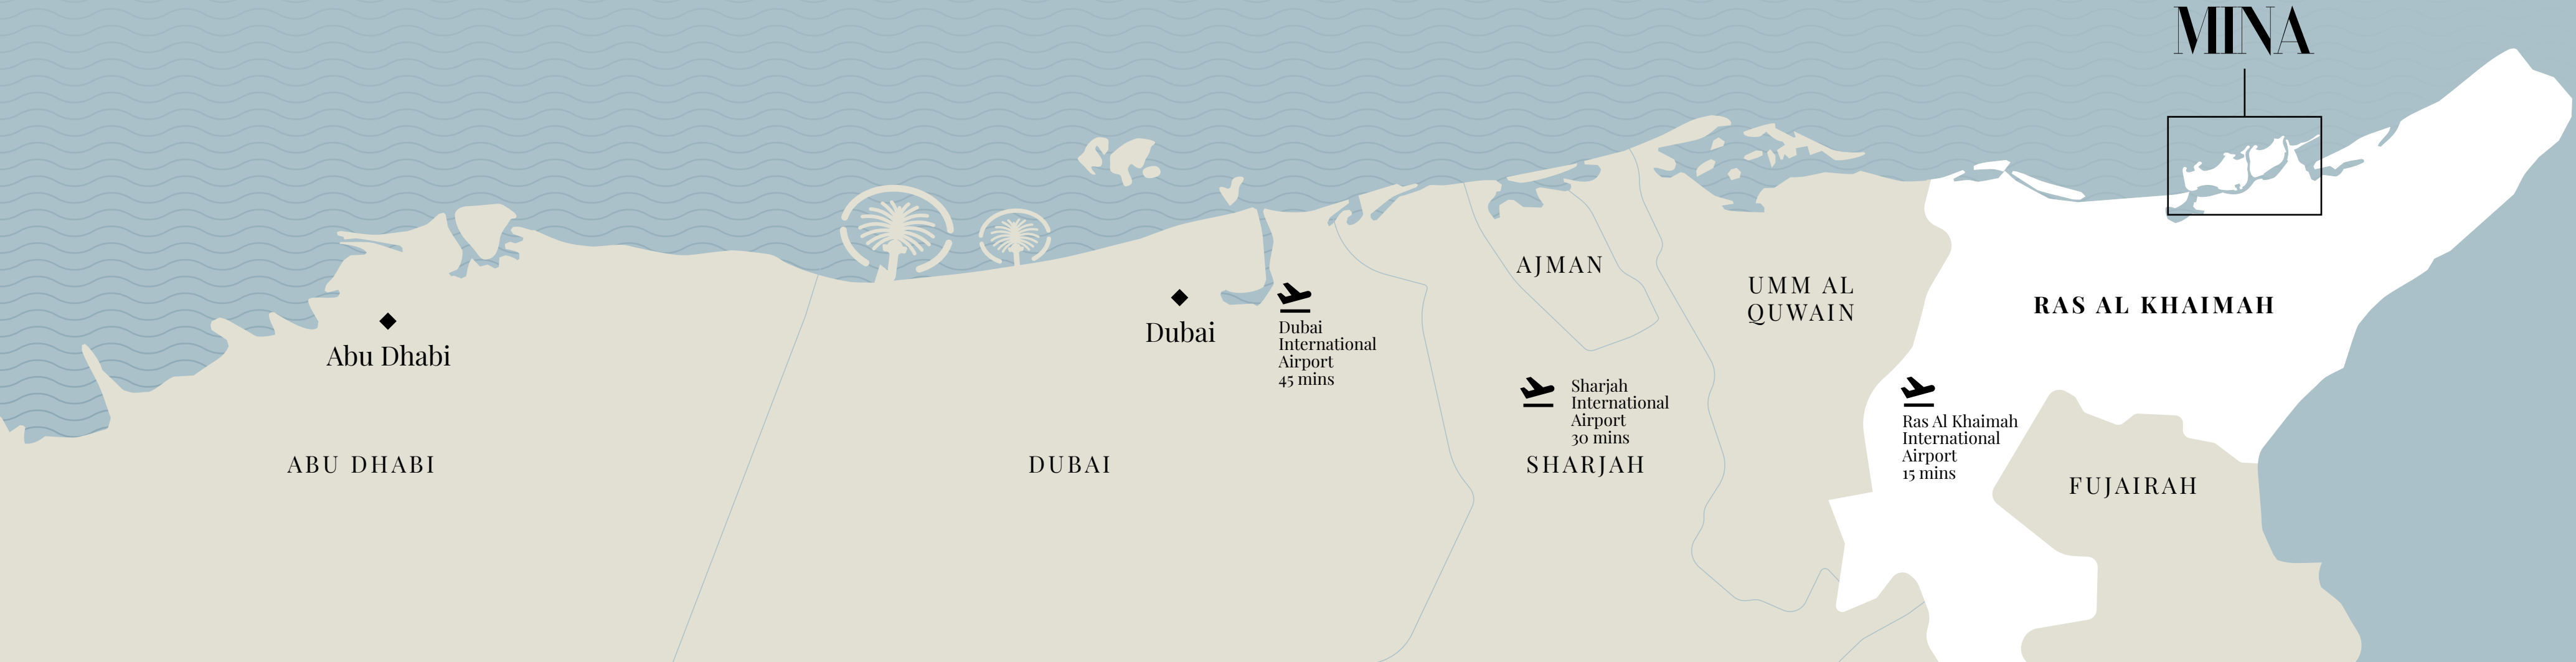 MINA
Abu Dhabi
ABU DHABI
Dubai
Dubai
International
Airport
45 mins
DUBAI
AJMAN
Sharjah
International
Airport
30 mins
SHARJAH
UMM AL
QUWAIN
RAS AL KHAIMAH
Ras Al Khaimah
International
Airport
15 mins
FUJAIRAH